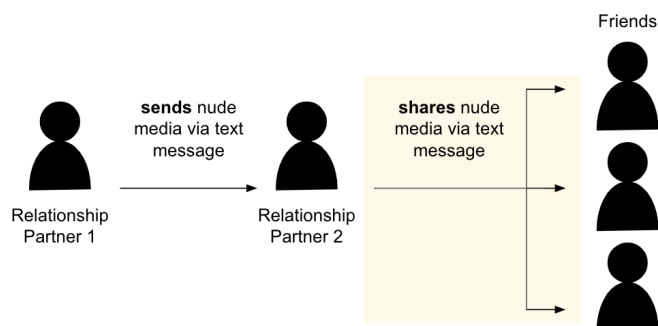 Friends
sends nude
media via text
message
shares nude
media via text
message
Relationship
Partner 1
Relationship
Partner 2